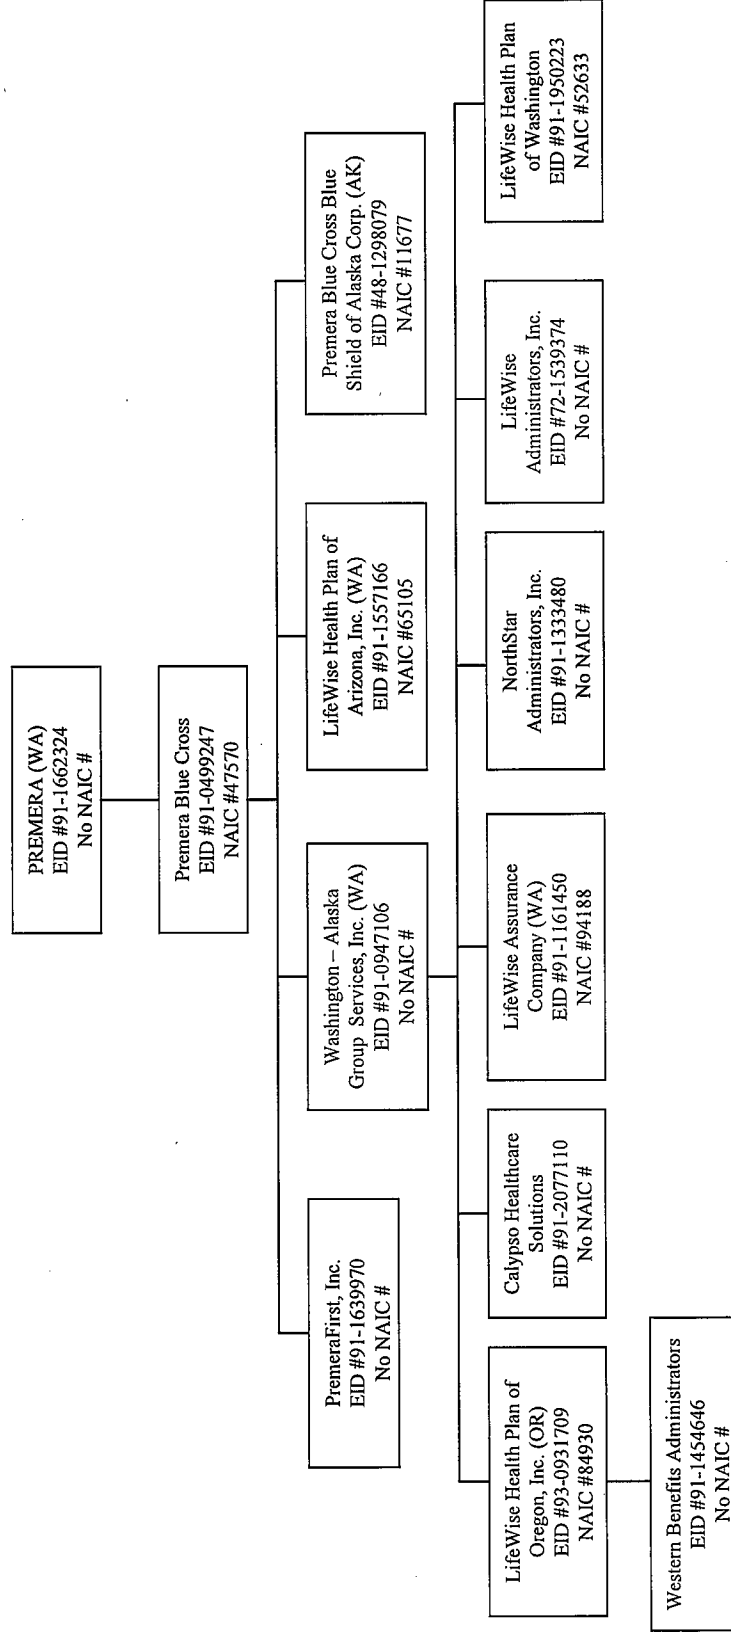 PREMERA (WA)
EID #91-1662324
No NAIC #
Premera Blue Cross
EID #91-0499247
NAIC #47570
PremeraFirst, Inc.
EID #91-1639970
No NAIC #
Washington – Alaska
Group Services, Inc. (WA)
EID #91-0947106
No NAIC #
LifeWise Health Plan of
Arizona, Inc. (WA)
EID #91-1557166
NAIC #65105
Premera Blue Cross Blue
Shield of Alaska Corp. (AK)
EID #48-1298079
NAIC #11677
LifeWise Health Plan of
Oregon, Inc. (OR)
EID #93-0931709
NAIC #84930
Calypso Healthcare
Solutions
EID #91-2077110
No NAIC #
LifeWise Assurance
Company (WA)
EID #91-1161450
NAIC #94188
NorthStar
Administrators, Inc.
EID #91-1333480
No NAIC #
LifeWise
Administrators, Inc.
EID #72-1539374
No NAIC #
LifeWise Health Plan
of Washington
EID #91-1950223
NAIC #52633
Western Benefits Administrators
EID #91-1454646
No NAIC #